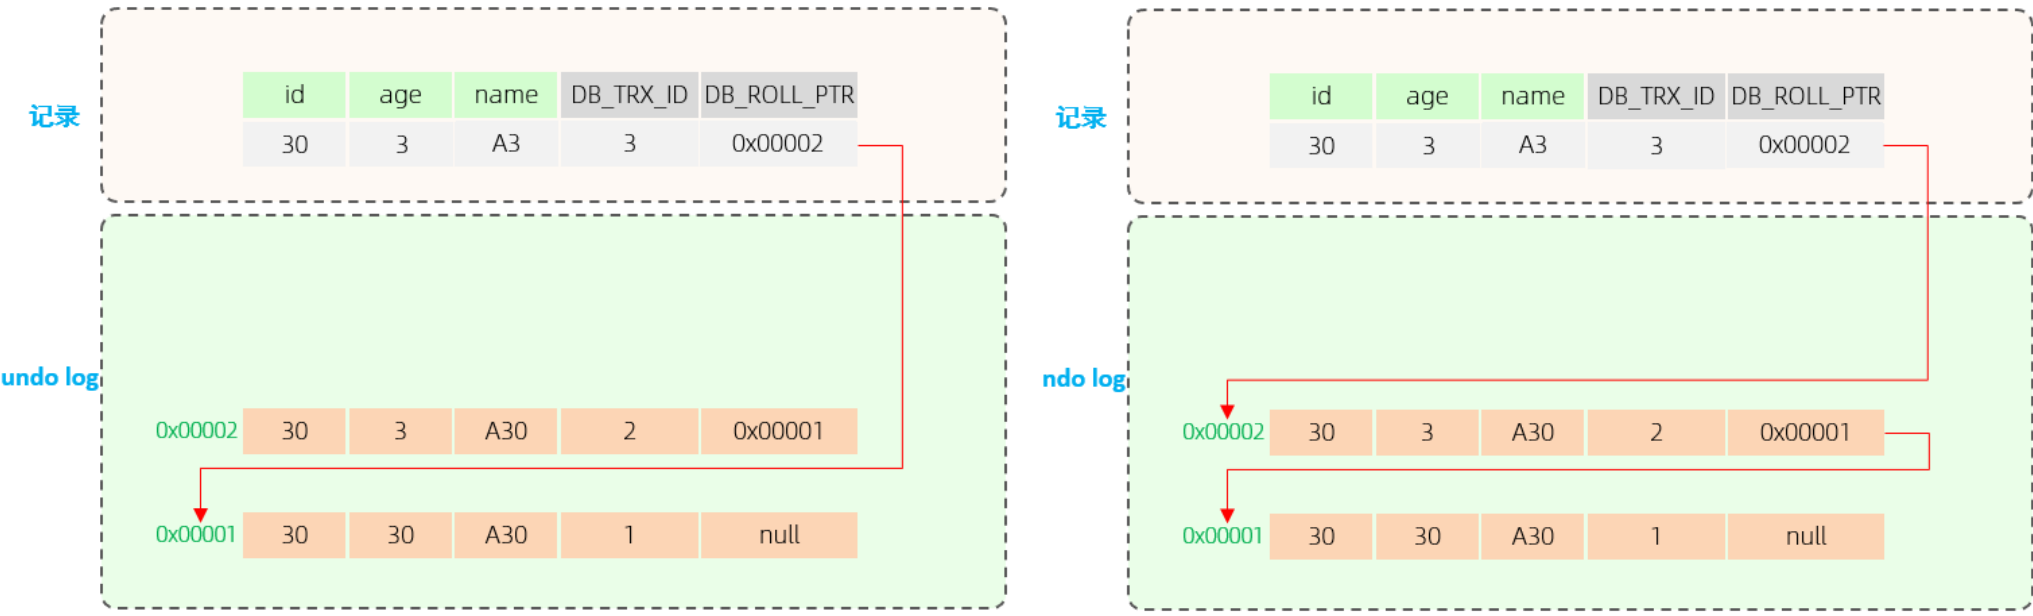 id age name DB_TRX_ID DB_ROLL_PTR
记录
30 3 A3 3 0x00002
undo log
0x00002 30 3 A30 2 0x00001
0x00001 30 30 A30 1 null
id age name DB_TRX_ID DB_ROLL_PTR
记录
30 3 A3 3 0x00002
ndo log
0x00002 30 3 A30 2 0x00001
0x00001 30 30 A30 1 null